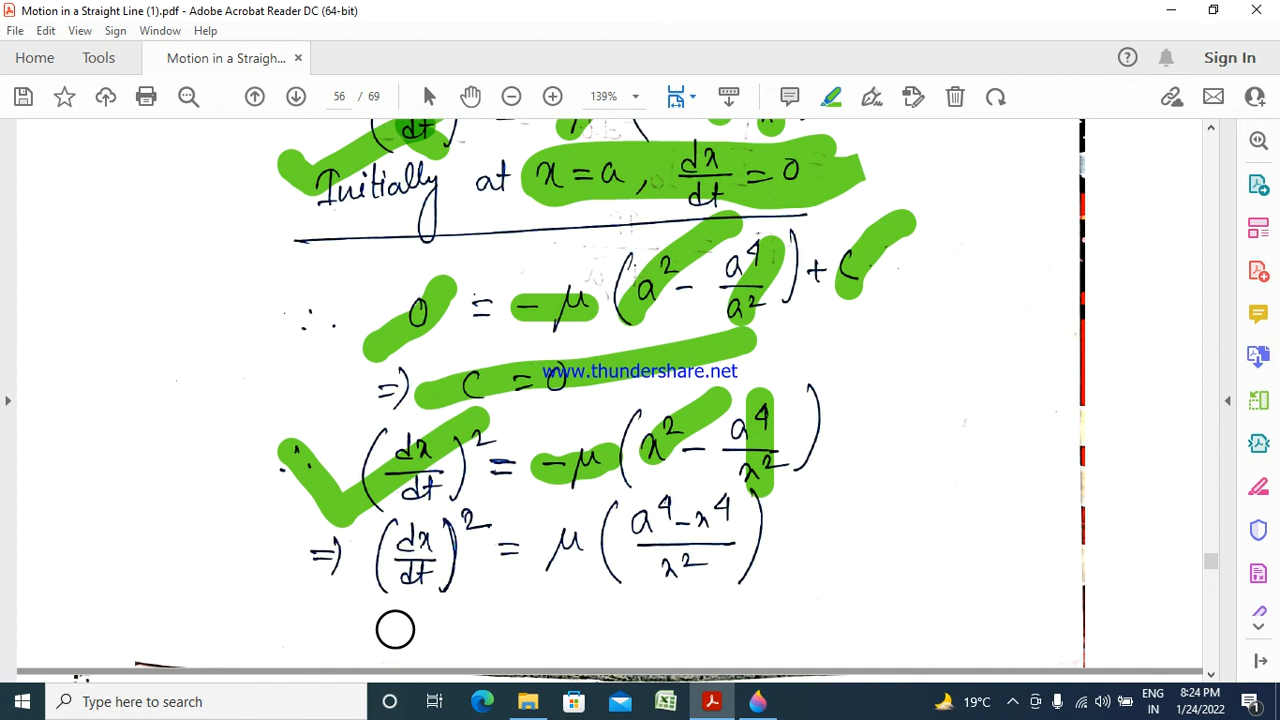 Motion in a Straight Line (1).pdf - Adobe Acrobat Reader DC (64-bit)
File Edit View Sign Window Help
Home Tools Motion in a Straigh... × Sign In
56 / 69 139%
(dx/dt)
Initially at x = a, dx/dt = 0
∴ 0 = -μ (a² - a⁴/a²) + C
=) C = 0
www.thundershare.net
∴ (dx/dt)² = -μ (x² - a⁴/x²)
=) (dx/dt)² = μ (a⁴-x⁴/x²)
Type here to search
19°C ENG IN 8:24 PM 1/24/2022